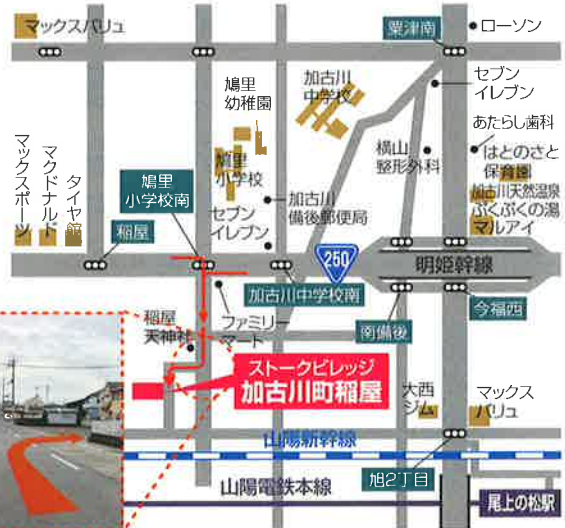 マックスバリュ
粟津南
ローソン
セブン
イレブン
加古川
中学校
鳩里
幼稚園
あたらし歯科
横山
整形外科
はとのさと
保育園
加古川天然温泉
ぷくぷくの湯
マルアイ
マックスポーツ
マクドナルド
タイヤ館
鳩里
小学校南
鳩里
小学校
加古川
備後郵便局
セブン
イレブン
稲屋
250
明姫幹線
加古川中学校南
南備後
今福西
稲屋
天神社
ファミリー
マート
ストークビレッジ
加古川町稲屋
大西
ジム
マックス
バリュ
山陽新幹線
旭2丁目
山陽電鉄本線
尾上の松駅